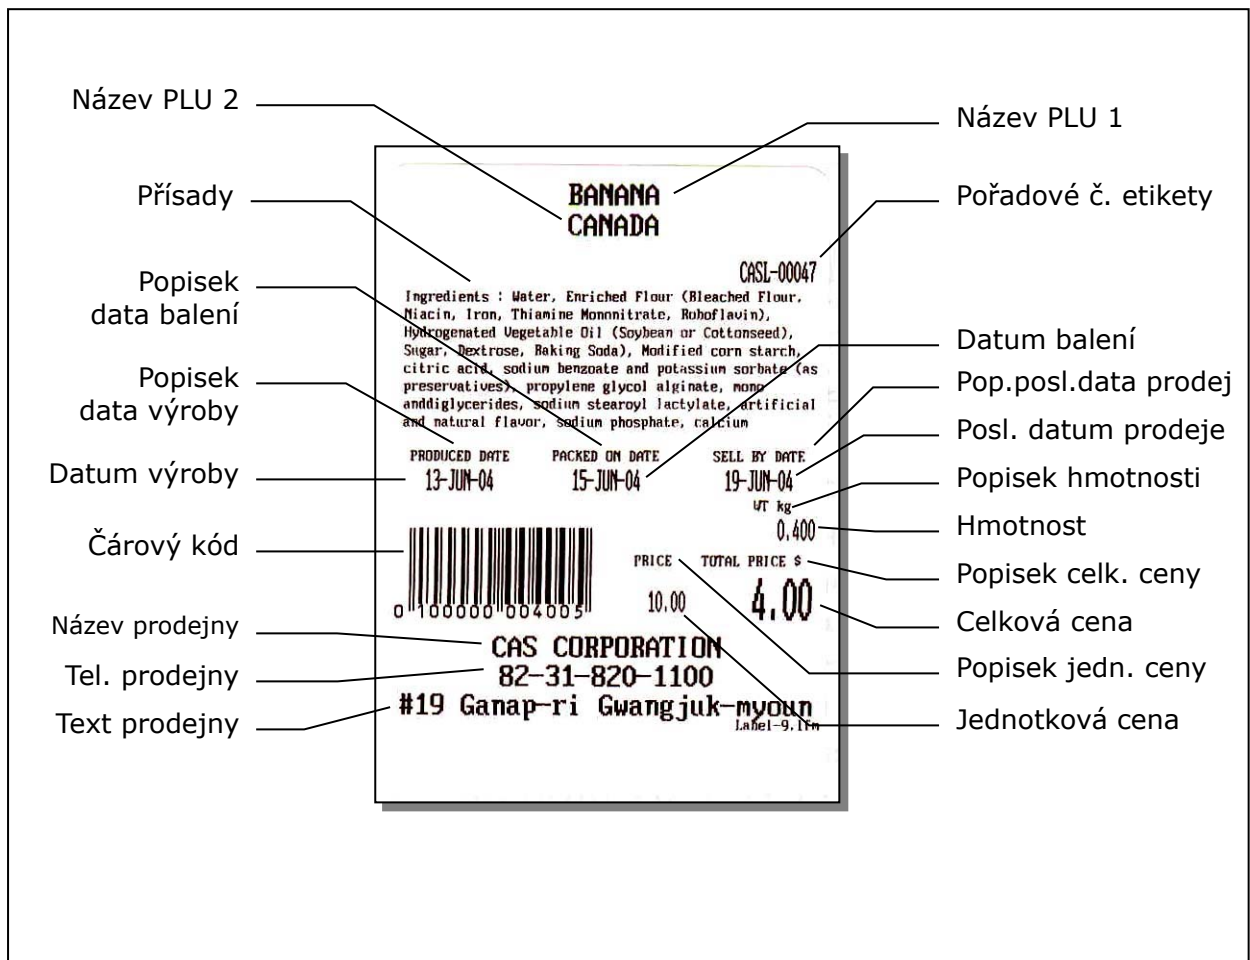 Název PLU 2
Název PLU 1
Přísady
Pořadové č. etikety
Popisek
data balení
Popisek
data výroby
Datum výroby
Čárový kód
Název prodejny
Tel. prodejny
Text prodejny
BANANA
CANADA
CASL-00047
Ingredients : Water, Enriched Flour (Bleached Flour,
Niacin, Iron, Thiamine Monnnitrate, Roboflavin),
Hydrogenated Vegetable Oil (Soybean or Cottonseed),
Sugar, Dextrose, Baking Soda), Modified corn starch,
citric acid, sodium benzoate and potassium sorbate (as
preservatives), propylene glycol alginate, mono
anddiglycerides, sodium stearoyl lactylate, artificial
and natural flavor, sodium phosphate, calcium
PRODUCED DATE PACKED ON DATE SELL BY DATE
13-JUN-04 15-JUN-04 19-JUN-04
WT kg
0.400
PRICE TOTAL PRICE $
10.00 4.00
0 100000 004005
CAS CORPORATION
82-31-820-1100
#19 Ganap-ri Gwangjuk-myoun
Label-9.lfm
Datum balení
Pop.posl.data prodej
Posl. datum prodeje
Popisek hmotnosti
Hmotnost
Popisek celk. ceny
Celková cena
Popisek jedn. ceny
Jednotková cena